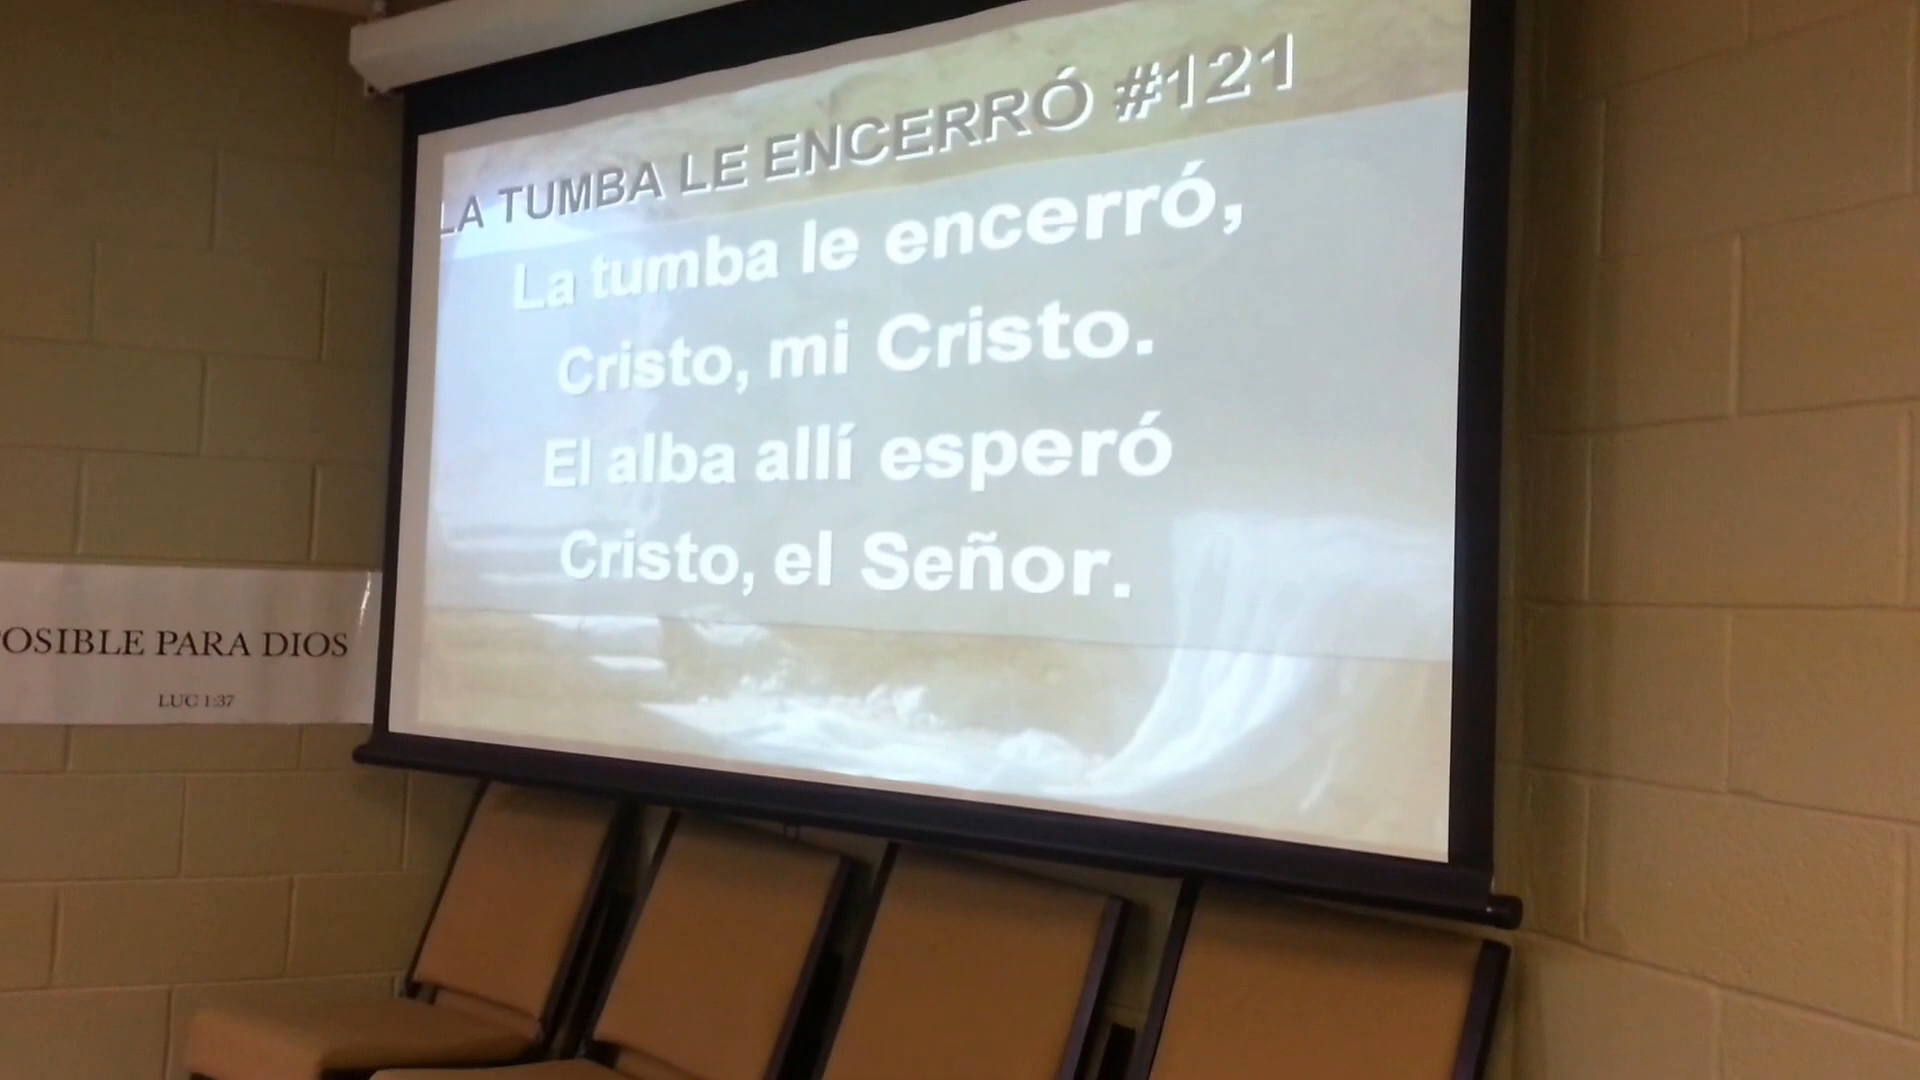 LA TUMBA LE ENCERRÓ #121
La tumba le encerró,
Cristo, mi Cristo.
El alba allí esperó
Cristo, el Señor.
OSIBLE PARA DIOS
LUC 1:37